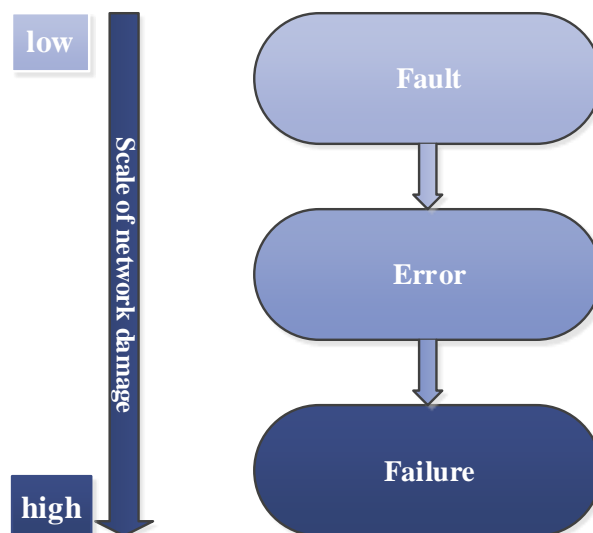 low
Fault
Scale of network damage
Error
Failure
high